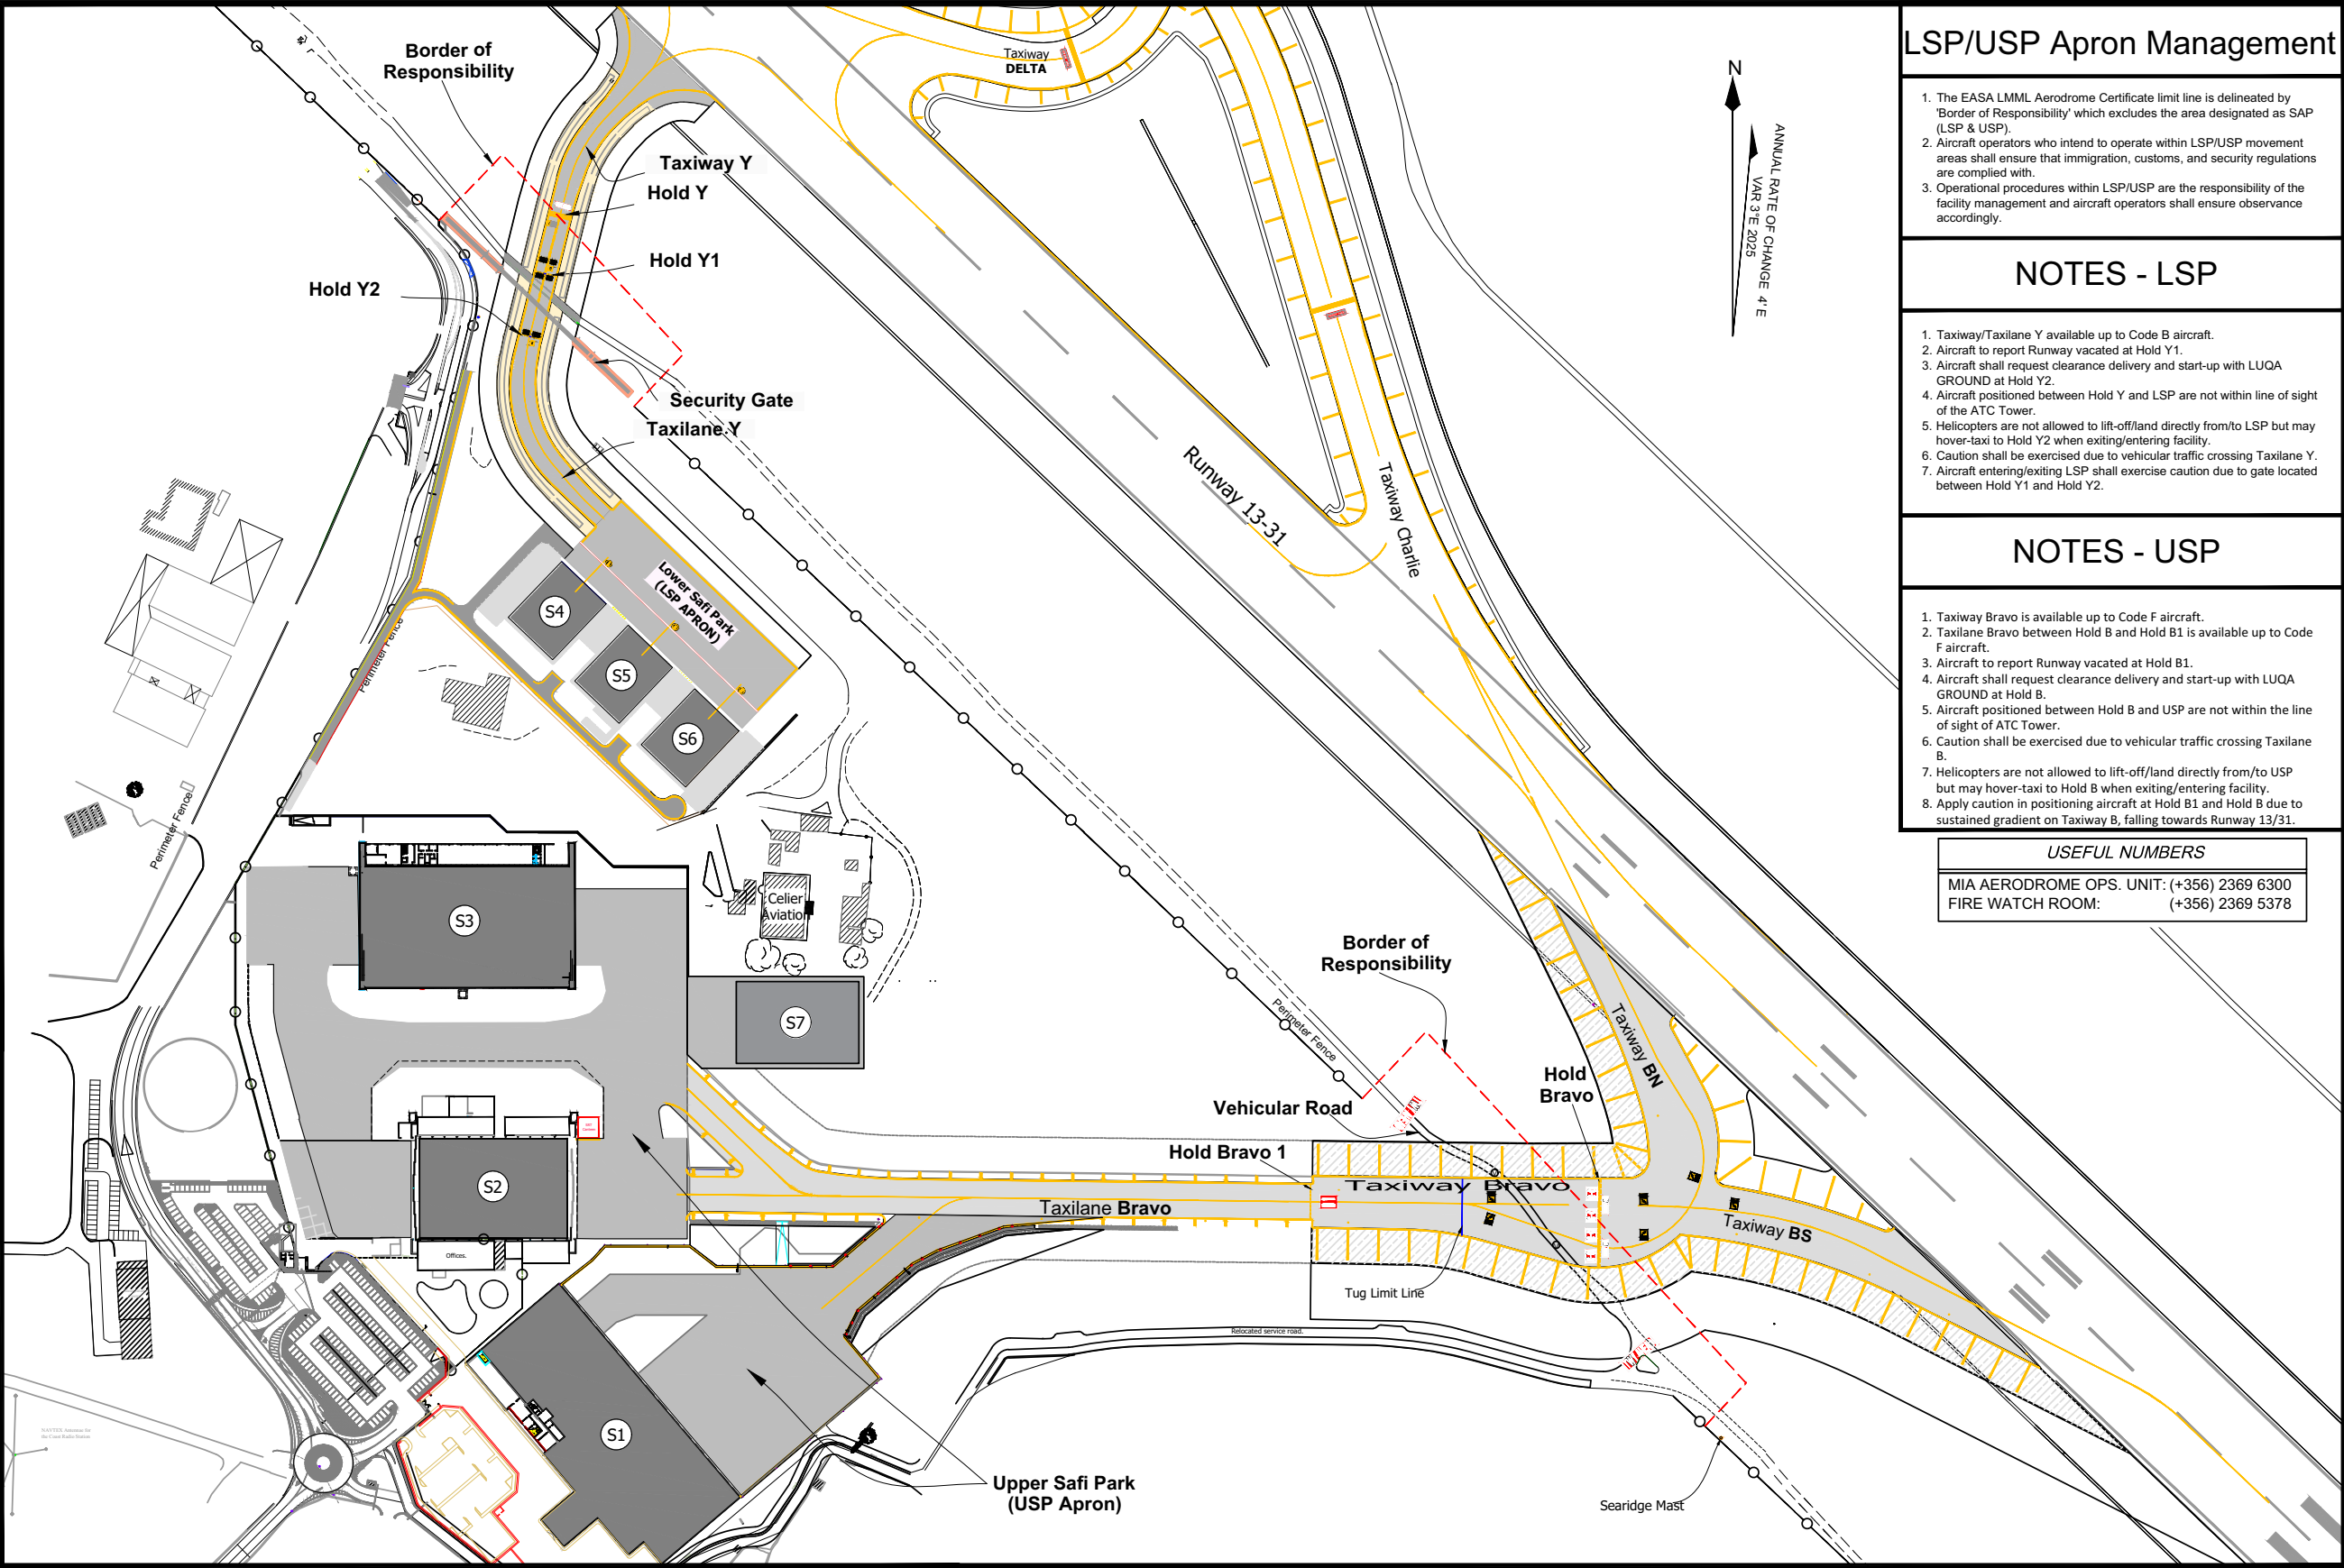 Border of
Responsibility
Taxiway
DELTA
Taxiway Y
Hold Y
Hold Y1
Hold Y2
Security Gate
Taxilane Y
N
ANNUAL RATE OF CHANGE 4' E
VAR 3°E 2025
Runway 13-31
Taxiway Charlie
Lower Safi Park
(LSP APRON)
S4
S5
S6
Perimeter Fence
Perimeter Fence
S3
Celier
Aviation
S7
S2
Offices.
S1
Perimeter Fence
Border of
Responsibility
Hold
Bravo
Vehicular Road
Hold Bravo 1
Taxiway BN
Taxiway Bravo
Taxilane Bravo
Taxiway BS
Tug Limit Line
Relocated service road.
Upper Safi Park
(USP Apron)
Searidge Mast
LSP/USP Apron Management
1. The EASA LMML Aerodrome Certificate limit line is delineated by
'Border of Responsibility' which excludes the area designated as SAP
(LSP & USP).
2. Aircraft operators who intend to operate within LSP/USP movement
areas shall ensure that immigration, customs, and security regulations
are complied with.
3. Operational procedures within LSP/USP are the responsibility of the
facility management and aircraft operators shall ensure observance
accordingly.
NOTES - LSP
1. Taxiway/Taxilane Y available up to Code B aircraft.
2. Aircraft to report Runway vacated at Hold Y1.
3. Aircraft shall request clearance delivery and start-up with LUQA
GROUND at Hold Y2.
4. Aircraft positioned between Hold Y and LSP are not within line of sight
of the ATC Tower.
5. Helicopters are not allowed to lift-off/land directly from/to LSP but may
hover-taxi to Hold Y2 when exiting/entering facility.
6. Caution shall be exercised due to vehicular traffic crossing Taxilane Y.
7. Aircraft entering/exiting LSP shall exercise caution due to gate located
between Hold Y1 and Hold Y2.
NOTES - USP
1. Taxiway Bravo is available up to Code F aircraft.
2. Taxilane Bravo between Hold B and Hold B1 is available up to Code
F aircraft.
3. Aircraft to report Runway vacated at Hold B1.
4. Aircraft shall request clearance delivery and start-up with LUQA
GROUND at Hold B.
5. Aircraft positioned between Hold B and USP are not within the line
of sight of ATC Tower.
6. Caution shall be exercised due to vehicular traffic crossing Taxilane
B.
7. Helicopters are not allowed to lift-off/land directly from/to USP
but may hover-taxi to Hold B when exiting/entering facility.
8. Apply caution in positioning aircraft at Hold B1 and Hold B due to
sustained gradient on Taxiway B, falling towards Runway 13/31.
USEFUL NUMBERS
MIA AERODROME OPS. UNIT: (+356) 2369 6300
FIRE WATCH ROOM: (+356) 2369 5378